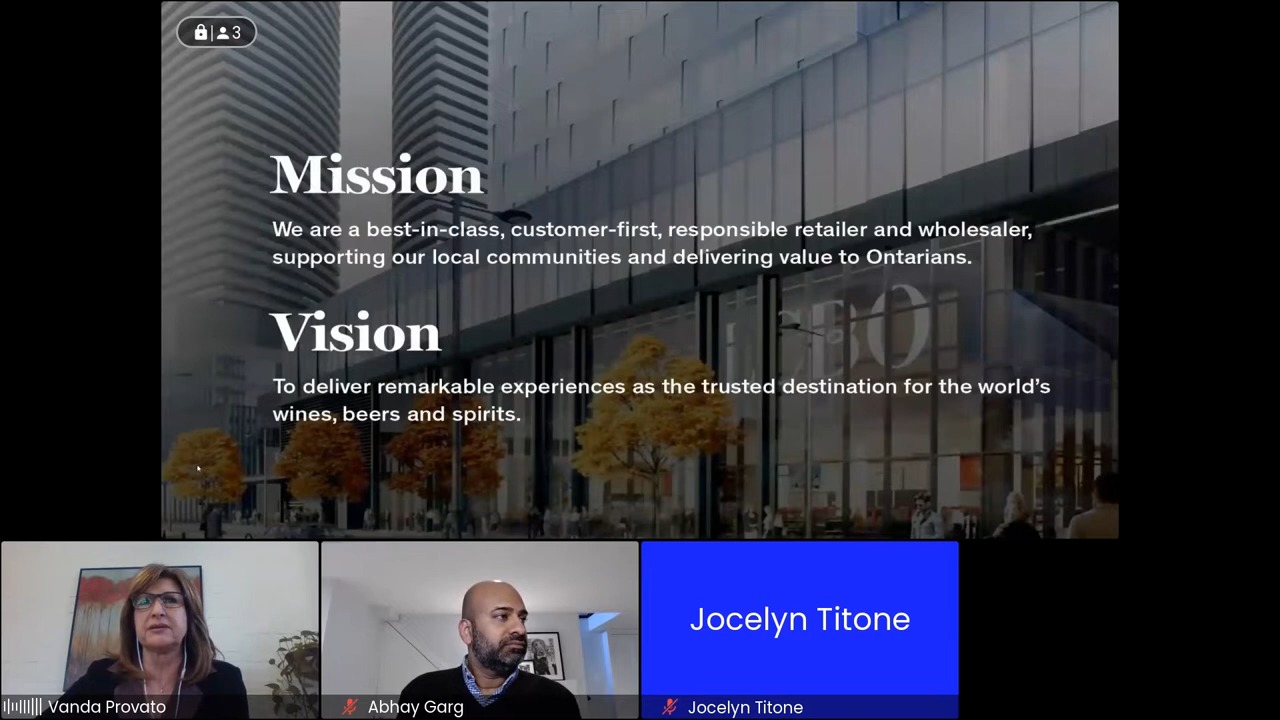 3
Mission
We are a best-in-class, customer-first, responsible retailer and wholesaler,
supporting our local communities and delivering value to Ontarians.
Vision
LCBO
To deliver remarkable experiences as the trusted destination for the world's
wines, beers and spirits.
Jocelyn Titone
Vanda Provato
Abhay Garg
Jocelyn Titone